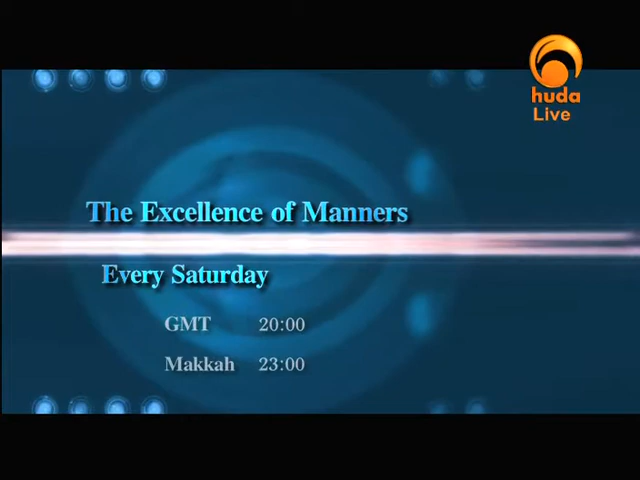 huda
Live
The Excellence of Manners
Every Saturday
GMT 20:00
Makkah 23:00